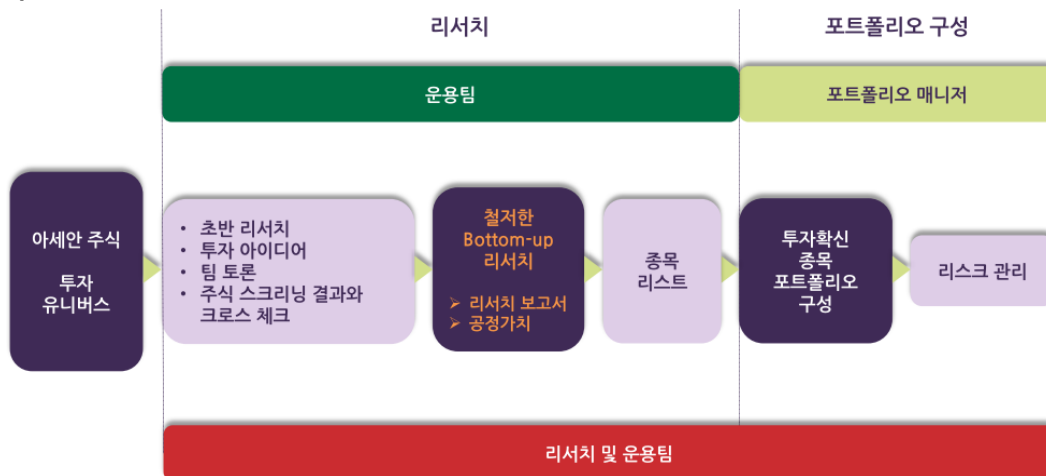 리서치
포트폴리오 구성
운용팀
포트폴리오 매니저
아세안 주식
투자
유니버스
• 초반 리서치
• 투자 아이디어
• 팀 토론
• 주식 스크리닝 결과와
크로스 체크
철저한
Bottom-up
리서치
➢ 리서치 보고서
➢ 공정가치
종목
리스트
투자확신
종목
포트폴리오
구성
리스크 관리
리서치 및 운용팀